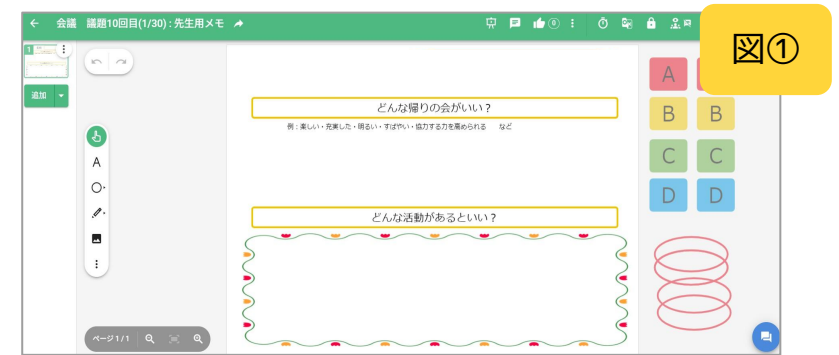 会議 議題10回目(1/30):先生用メモ
0
図①
1
追加
A
どんな帰りの会がいい?
例:楽しい・充実した・明るい・すばやい・協力する力を高められる など
A
B
B
C
C
D
D
どんな活動があるといい?
ページ1/1